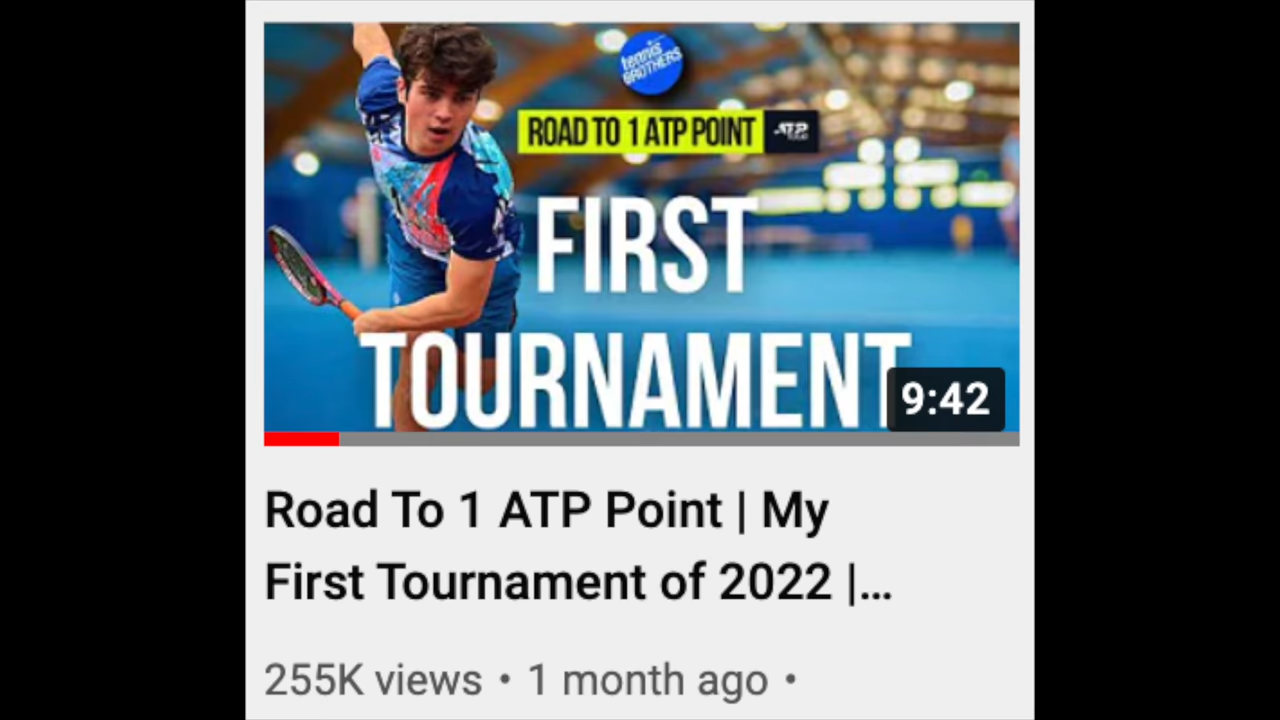 tennis
BROTHERS
ROAD TO 1 ATP POINT
ATP
FIRST
TOURNAMENT
9:42
Road To 1 ATP Point | My
First Tournament of 2022 |...
255K views • 1 month ago •